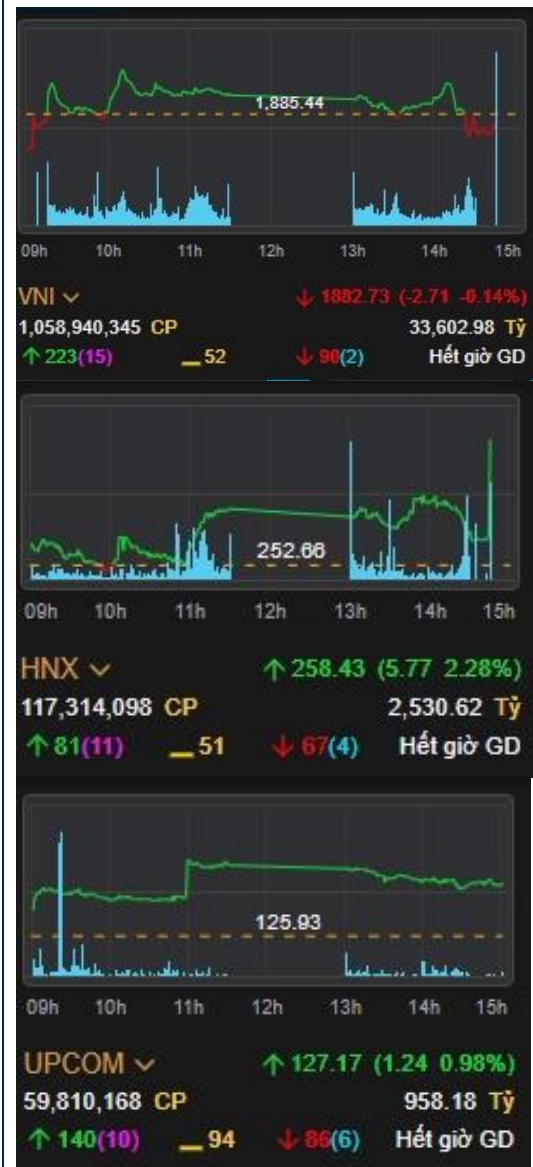 1,885.44
09h 10h 11h 12h 13h 14h 15h
VNI ↓ 1882.73 (-2.71 -0.14%)
1,058,940,345 CP 33,602.98 Tỷ
↑ 223(15) 52 ↓ 90(2) Hết giờ GD
252.66
09h 10h 11h 12h 13h 14h 15h
HNX ↑ 258.43 (5.77 2.28%)
117,314,098 CP 2,530.62 Tỷ
↑ 81(11) 51 ↓ 67(4) Hết giờ GD
125.93
09h 10h 11h 12h 13h 14h 15h
UPCOM ↑ 127.17 (1.24 0.98%)
59,810,168 CP 958.18 Tỷ
↑ 140(10) 94 ↓ 86(6) Hết giờ GD